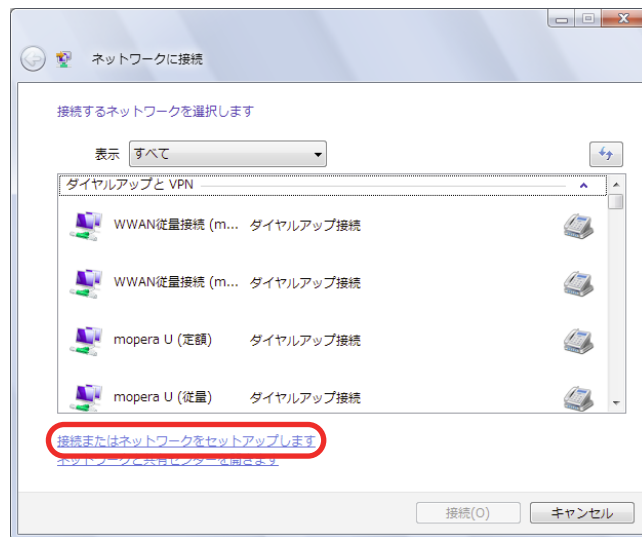 ネットワークに接続
接続するネットワークを選択します
表示 すべて
ダイヤルアップと VPN
WWAN従量接続 (m... ダイヤルアップ接続
WWAN従量接続 (m... ダイヤルアップ接続
mopera U (定額) ダイヤルアップ接続
mopera U (従量) ダイヤルアップ接続
接続またはネットワークをセットアップします
ネットワークと共有センターを開きます
接続(O) キャンセル